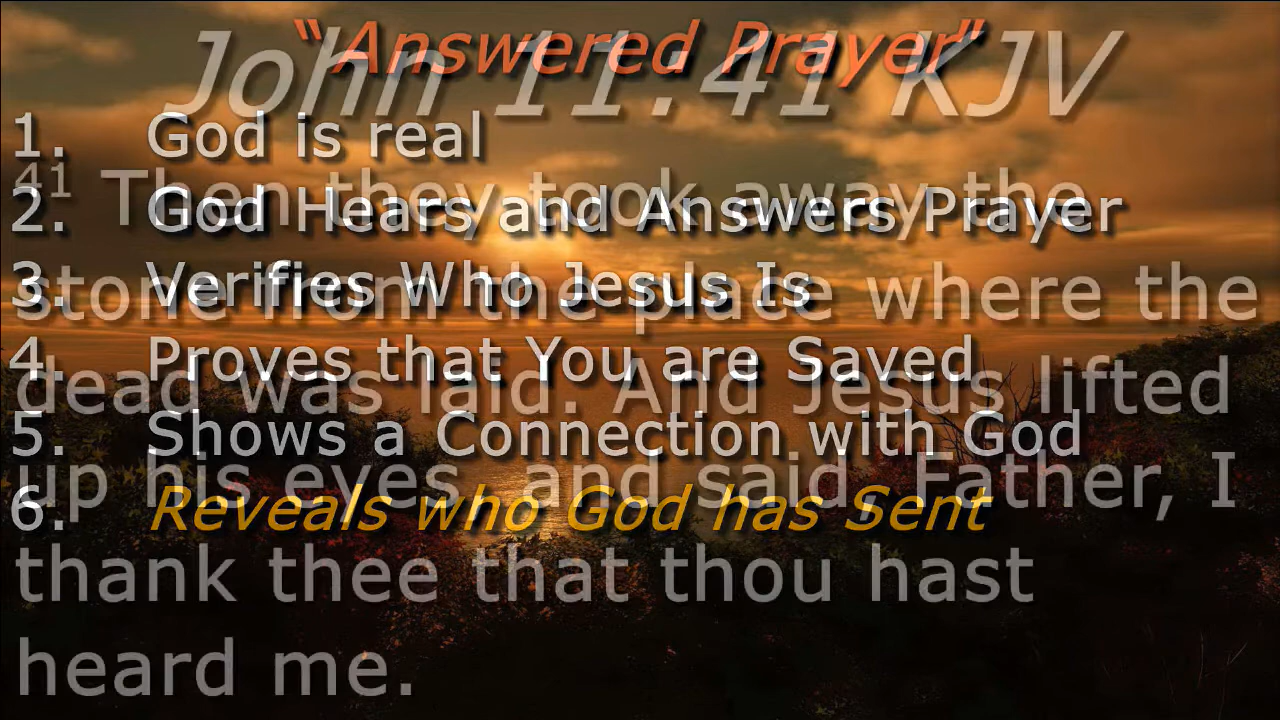 “Answered Prayer”
1. God is real
2. God Hears and Answers Prayer
3. Verifies Who Jesus Is
4. Proves that You are Saved
5. Shows a Connection with God
6. Reveals who God has Sent
John 11:41 KJV
41 Then they took away the
stone from the place where the
dead was laid. And Jesus lifted
up his eyes, and said, Father, I
thank thee that thou hast
heard me.